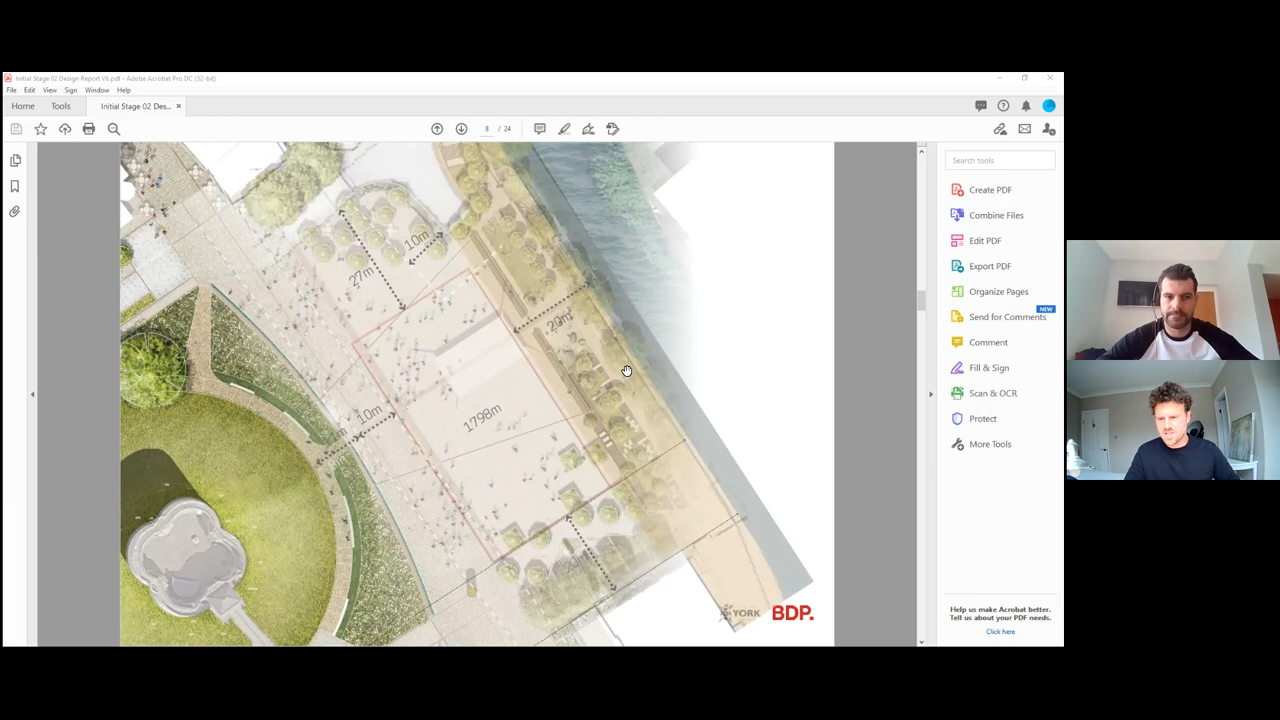 Initial Stage 02 Design Report V6.pdf - Adobe Acrobat Pro DC (32-bit)
File Edit View Sign Window Help
Home Tools Initial Stage 02 Des... ×
8 / 24
Search tools
Create PDF
Combine Files
Edit PDF
Export PDF
Organize Pages
NEW
Send for Comments
Comment
Fill & Sign
Scan & OCR
Protect
More Tools
Help us make Acrobat better.
Tell us about your PDF needs.
Click here
10m
27m
20m
10m
1798m
YORK
BDP.